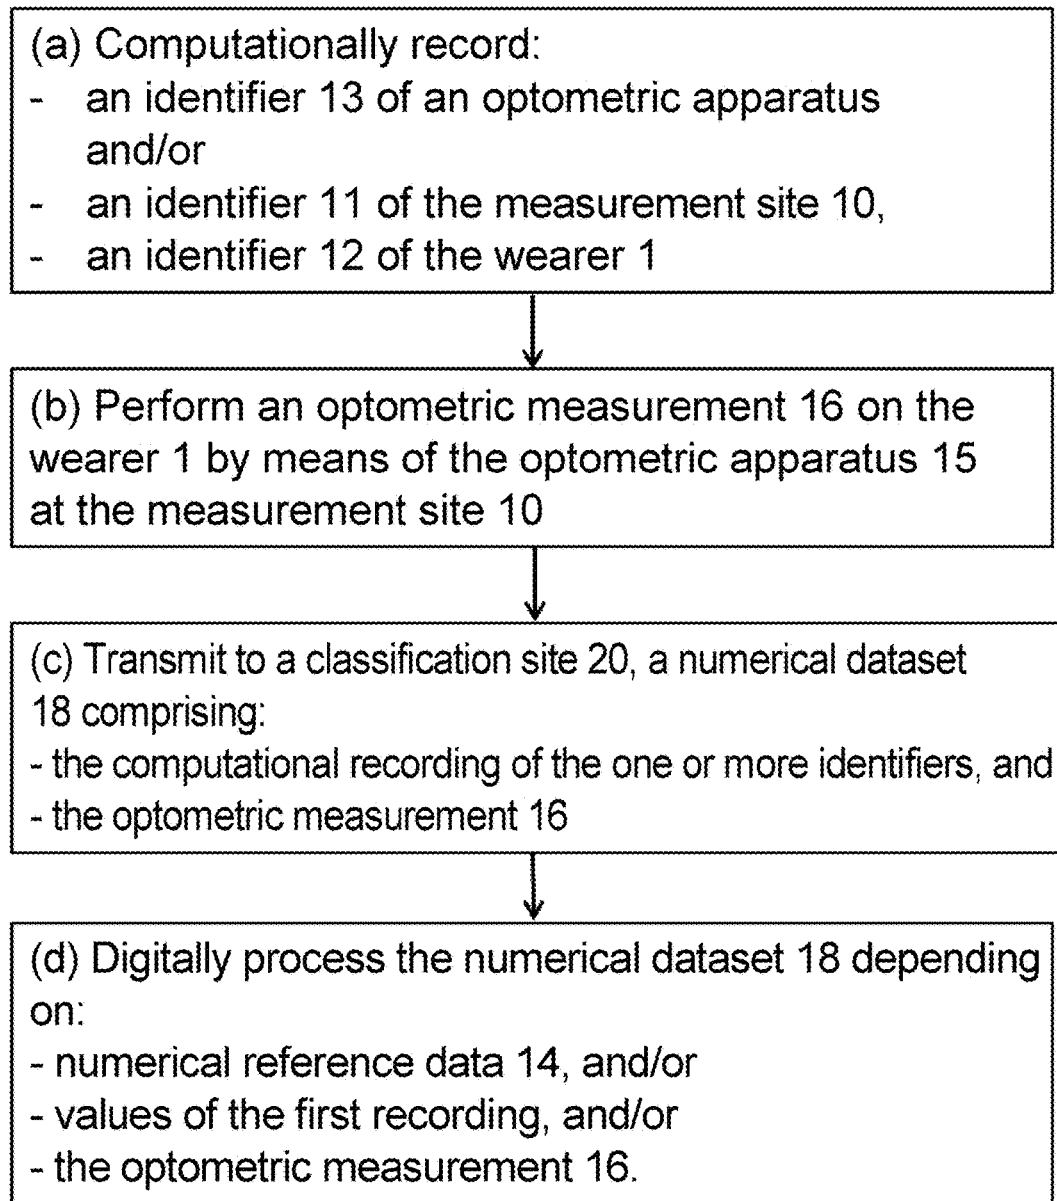 (a) Computationally record:
- an identifier 13 of an optometric apparatus
and/or
- an identifier 11 of the measurement site 10,
- an identifier 12 of the wearer 1
(b) Perform an optometric measurement 16 on the
wearer 1 by means of the optometric apparatus 15
at the measurement site 10
(c) Transmit to a classification site 20, a numerical dataset
18 comprising:
- the computational recording of the one or more identifiers, and
- the optometric measurement 16
(d) Digitally process the numerical dataset 18 depending
on:
- numerical reference data 14, and/or
- values of the first recording, and/or
- the optometric measurement 16.